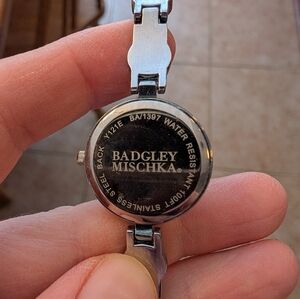 BADGLEY
MISCHKA®
BA/1397 WATER RESISTANT 100FT STAINLESS STEEL BACK Y121E